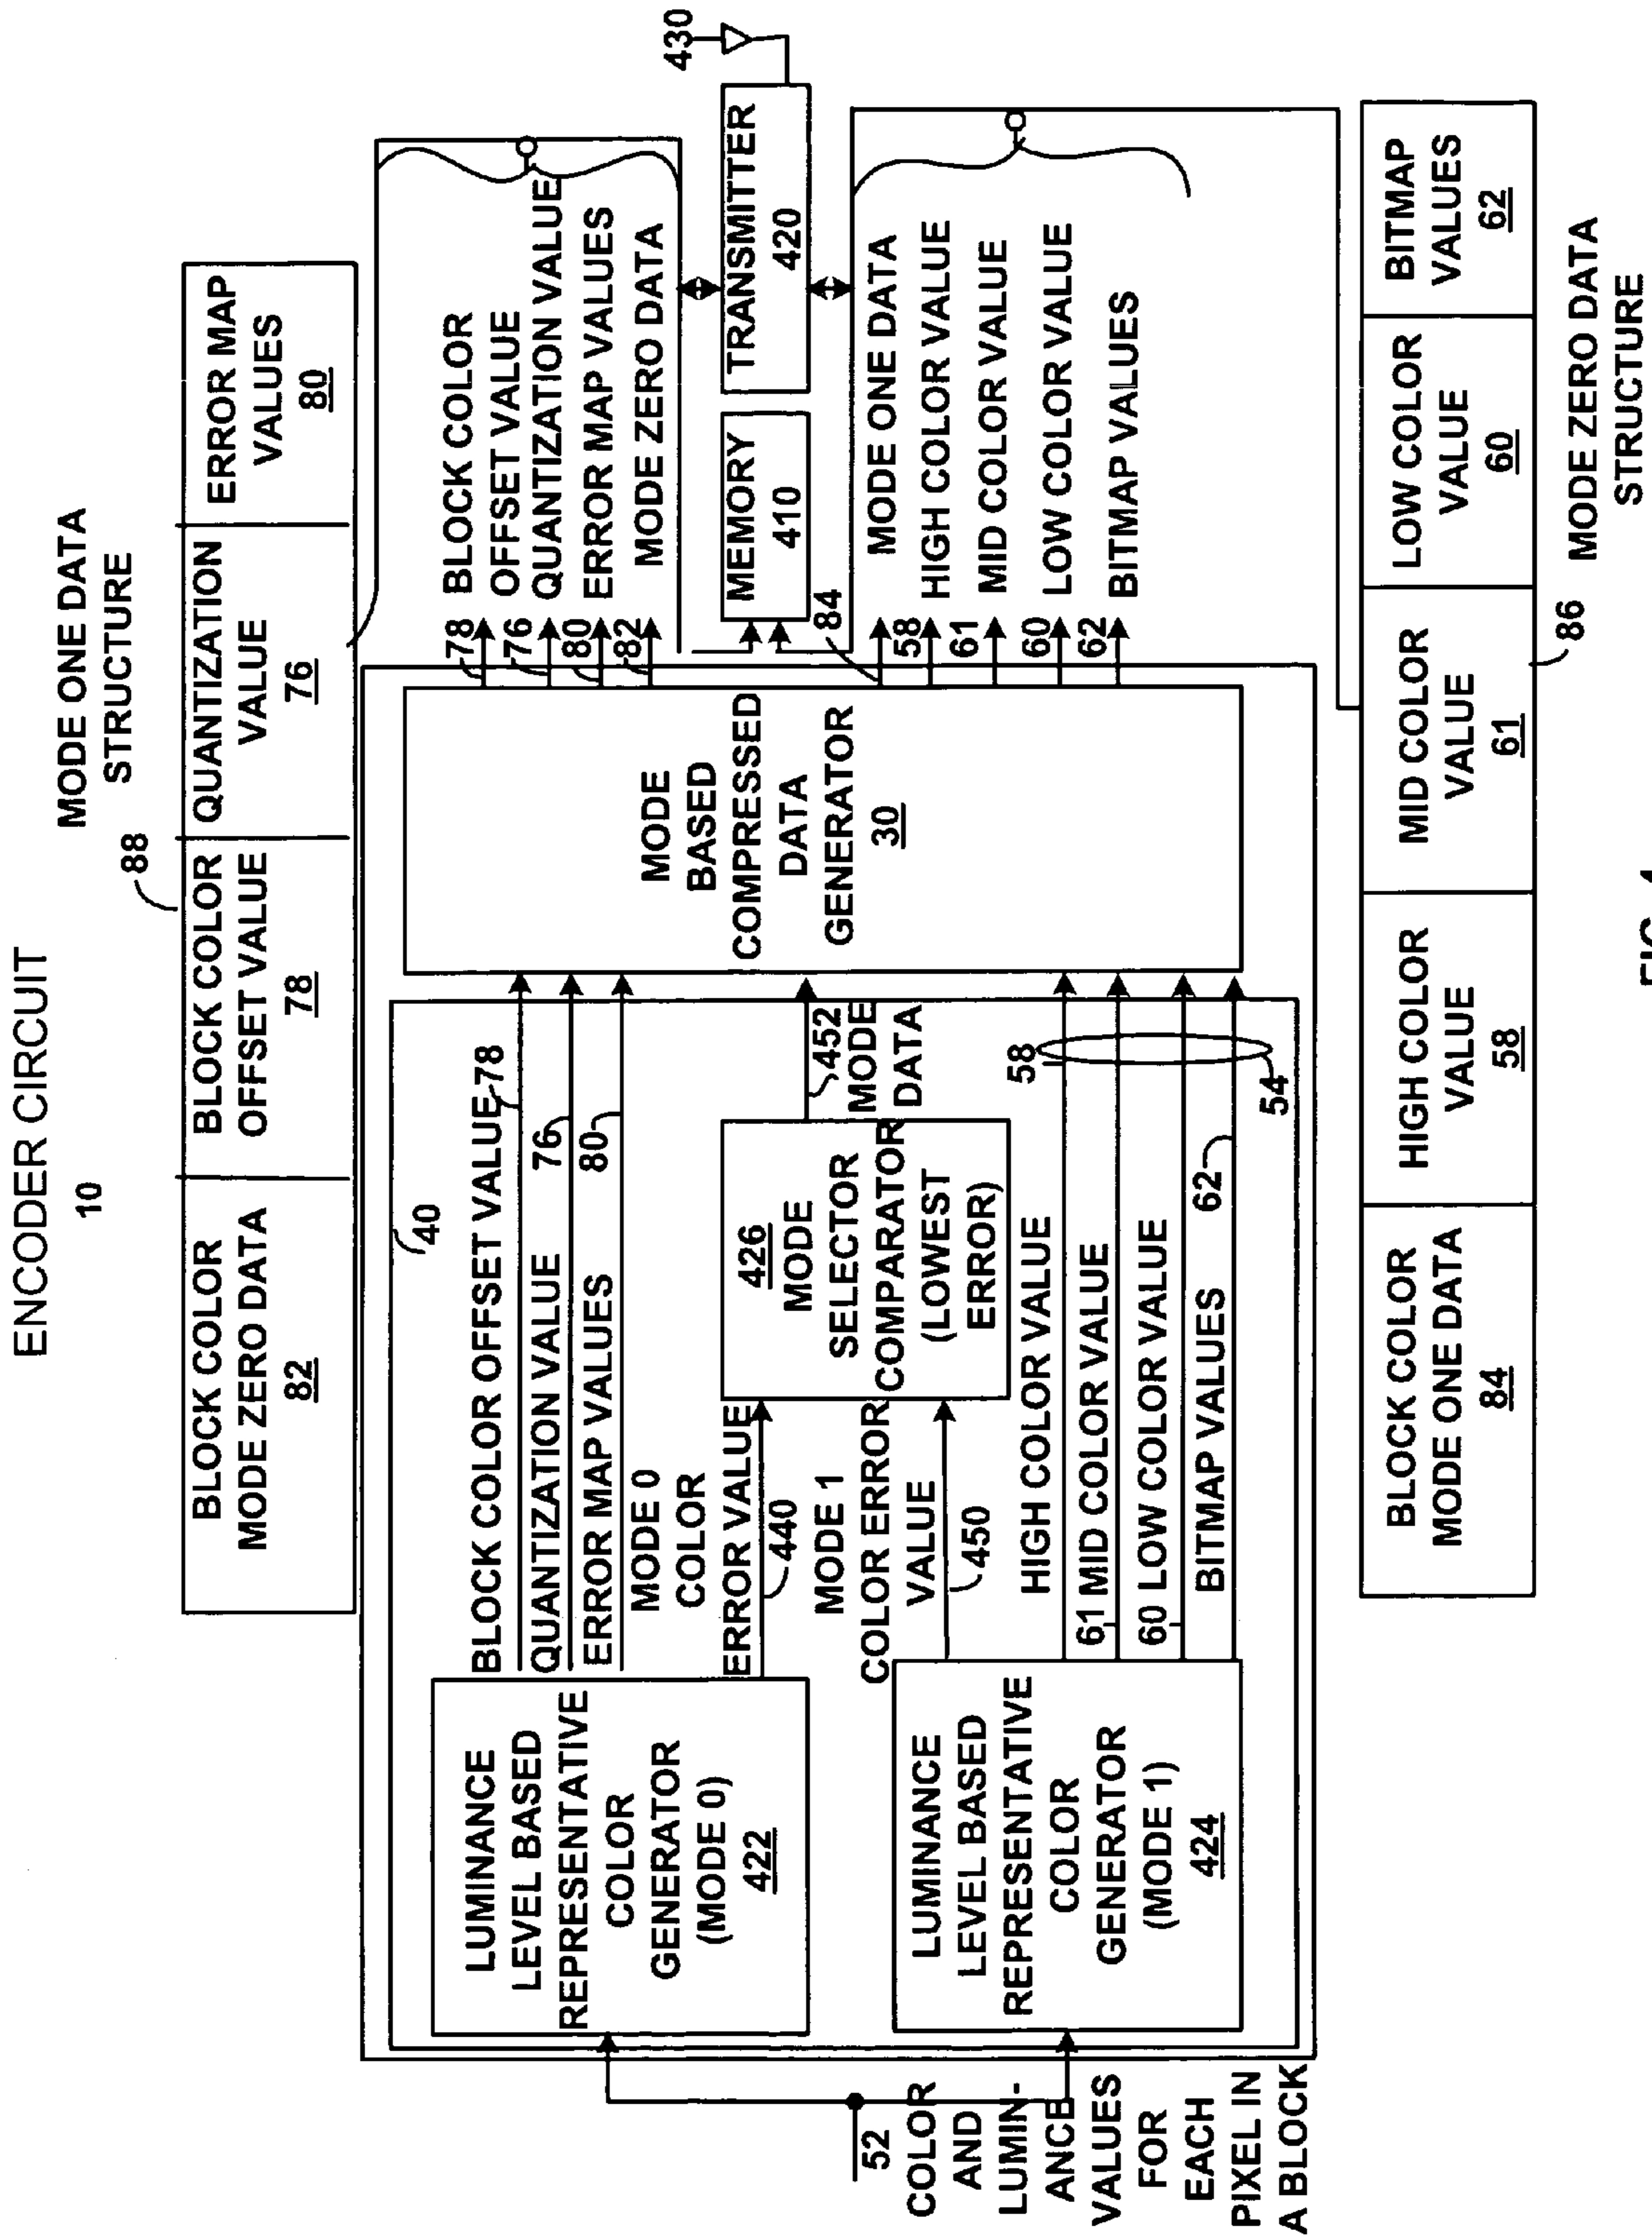 ENCODER CIRCUIT
10
MODE ONE DATA
STRUCTURE
88
BLOCK COLOR
MODE ZERO DATA
82
BLOCK COLOR
OFFSET VALUE
78
QUANTIZATION
VALUE
76
ERROR MAP
VALUES
80
40
BLOCK COLOR OFFSET VALUE 78
QUANTIZATION VALUE 76
ERROR MAP VALUES 80
MODE 0
COLOR
ERROR VALUE
440
LUMINANCE
LEVEL BASED
REPRESENTATIVE
COLOR
GENERATOR
(MODE 0)
422
426
MODE
SELECTOR
COMPARATOR
(LOWEST
ERROR)
452
MODE
DATA
MODE 1
COLOR ERROR
VALUE
450
LUMINANCE
LEVEL BASED
REPRESENTATIVE
COLOR
GENERATOR
(MODE 1)
424
HIGH COLOR VALUE
58
61 MID COLOR VALUE
60 LOW COLOR VALUE
BITMAP VALUES
62
54
52
COLOR
AND
LUMIN-
ANCE
VALUES
FOR
EACH
PIXEL IN
A BLOCK
MODE
BASED
COMPRESSED
DATA
GENERATOR
30
78
BLOCK COLOR
OFFSET VALUE
76
QUANTIZATION VALUE
80
ERROR MAP VALUES
82
MODE ZERO DATA
MEMORY
410
TRANSMITTER
420
430
84
MODE ONE DATA
58
HIGH COLOR VALUE
61
MID COLOR VALUE
60
LOW COLOR VALUE
62
BITMAP VALUES
BLOCK COLOR
MODE ONE DATA
84
HIGH COLOR
VALUE
58
MID COLOR
VALUE
61
LOW COLOR
VALUE
60
BITMAP
VALUES
62
86
MODE ZERO DATA
STRUCTURE